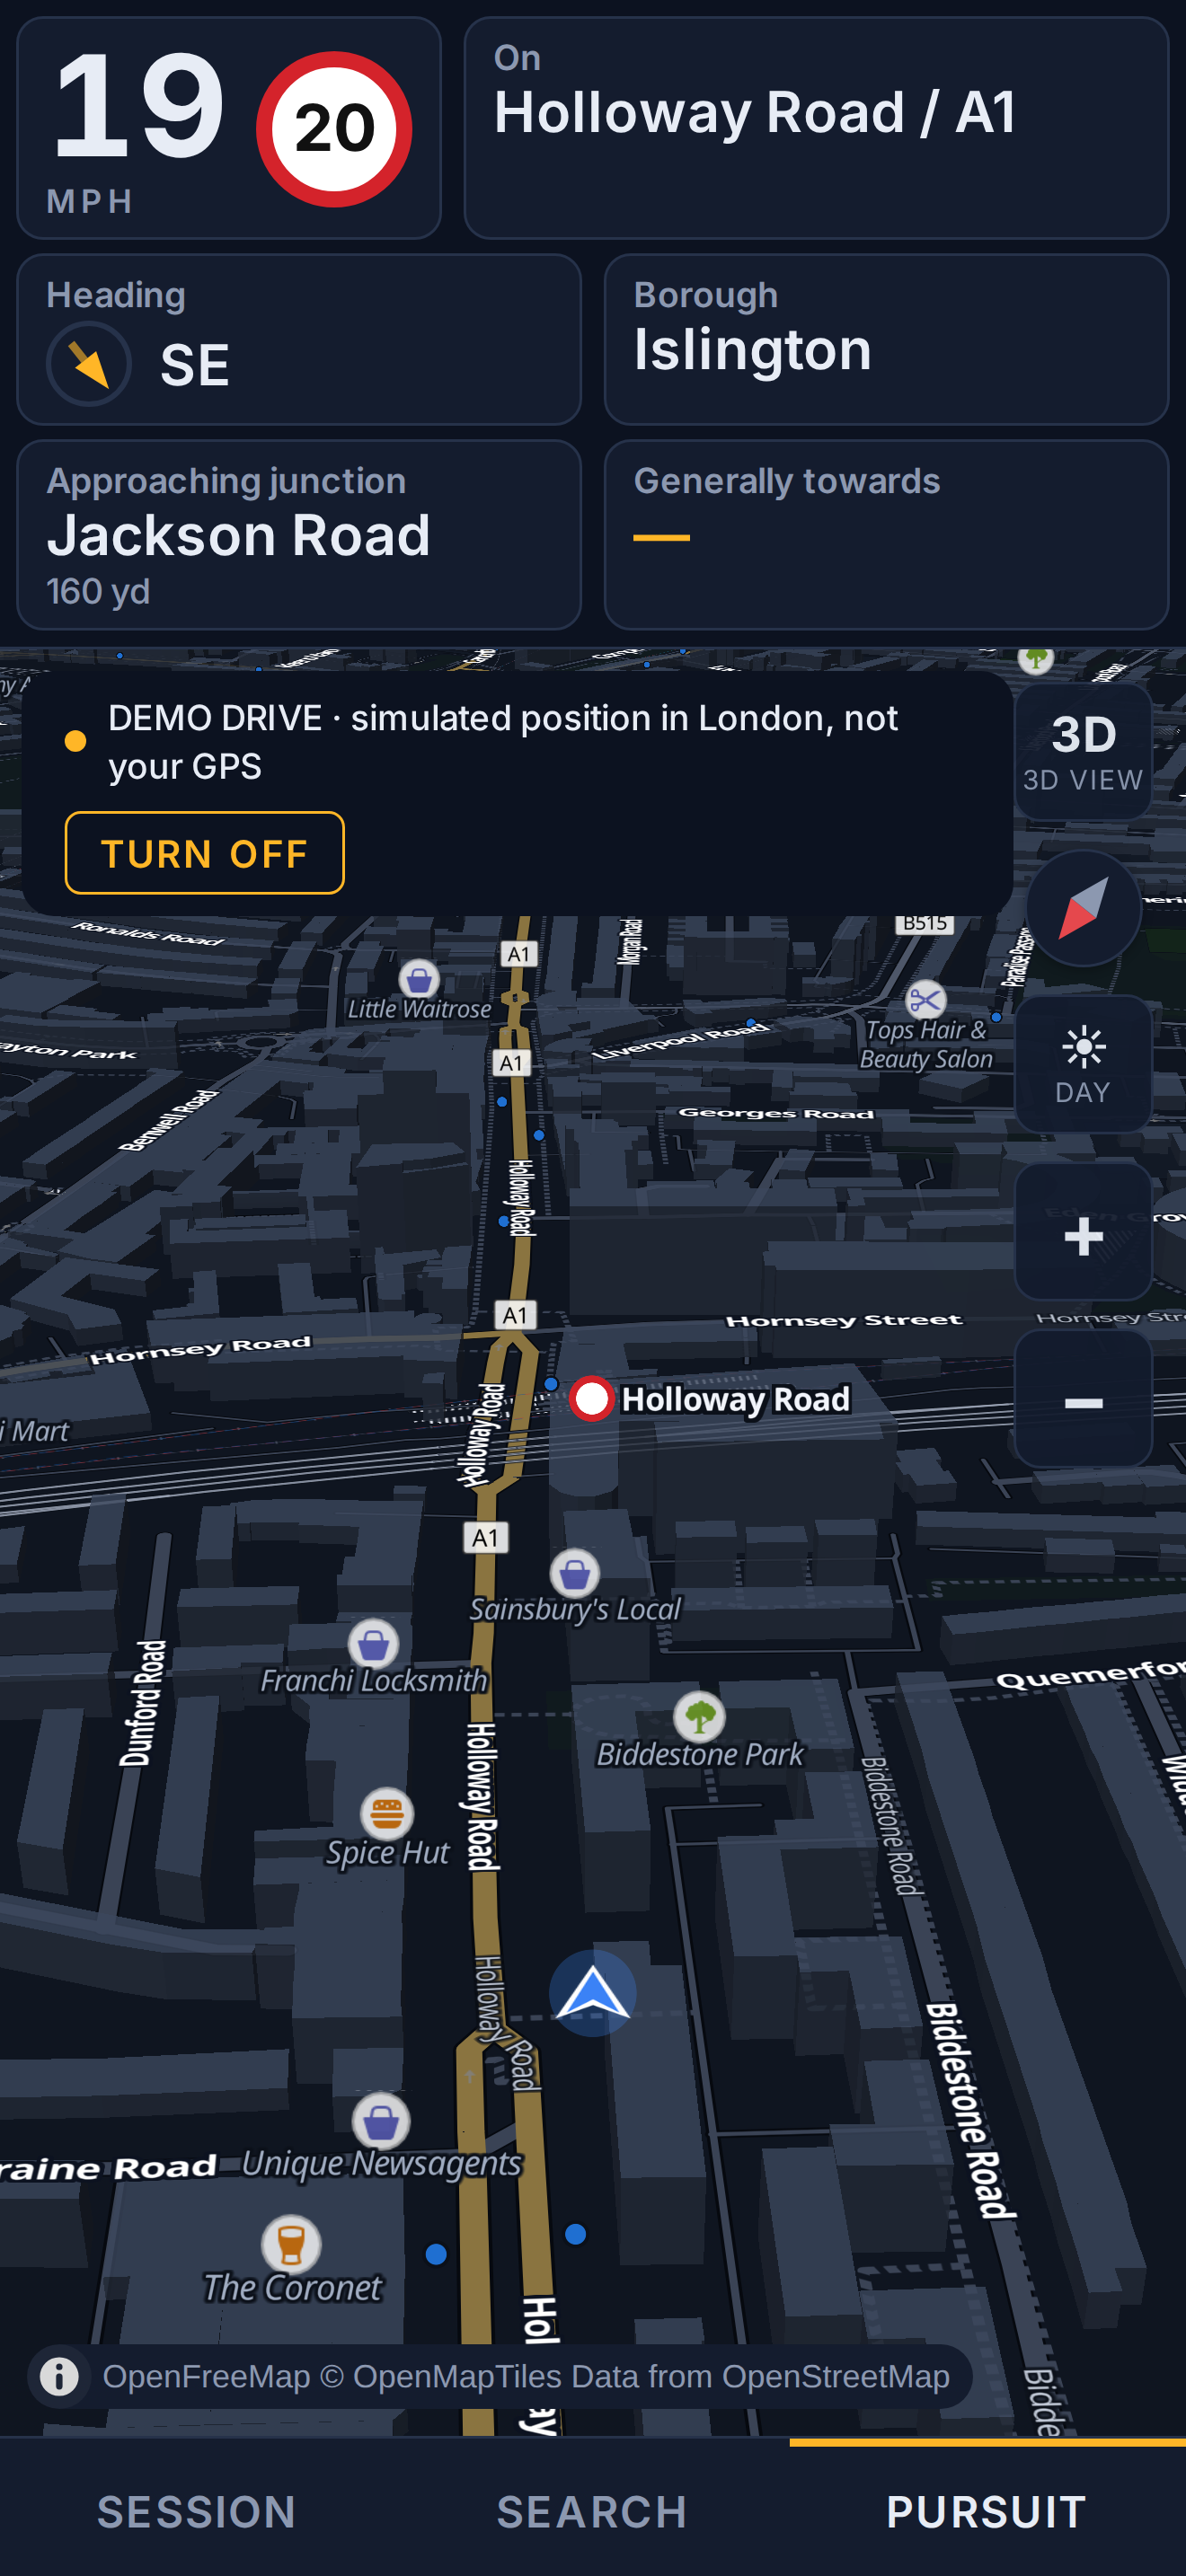 19
MPH
20
On
Holloway Road / A1
Heading
SE
Borough
Islington
Approaching junction
Jackson Road
160 yd
Generally towards
—
DEMO DRIVE · simulated position in London, not
your GPS
TURN OFF
3D
3D VIEW
Ronalds Road
A1
Morgan Road
B515
Little Waitrose
Tops Hair &
Beauty Salon
ayton Park
A1
Liverpool Road
DAY
Benwell Road
Georges Road
Holloway Road
+
A1
Hornsey Street
Hornsey Road
Holloway Road
Holloway Road
−
i Mart
A1
Sainsbury's Local
Franchi Locksmith
Dunford Road
Biddestone Park
Holloway Road
Biddestone Road
Spice Hut
Holloway Road
Biddestone Road
raine Road
Unique Newsagents
The Coronet
OpenFreeMap © OpenMapTiles Data from OpenStreetMap
SESSION
SEARCH
PURSUIT